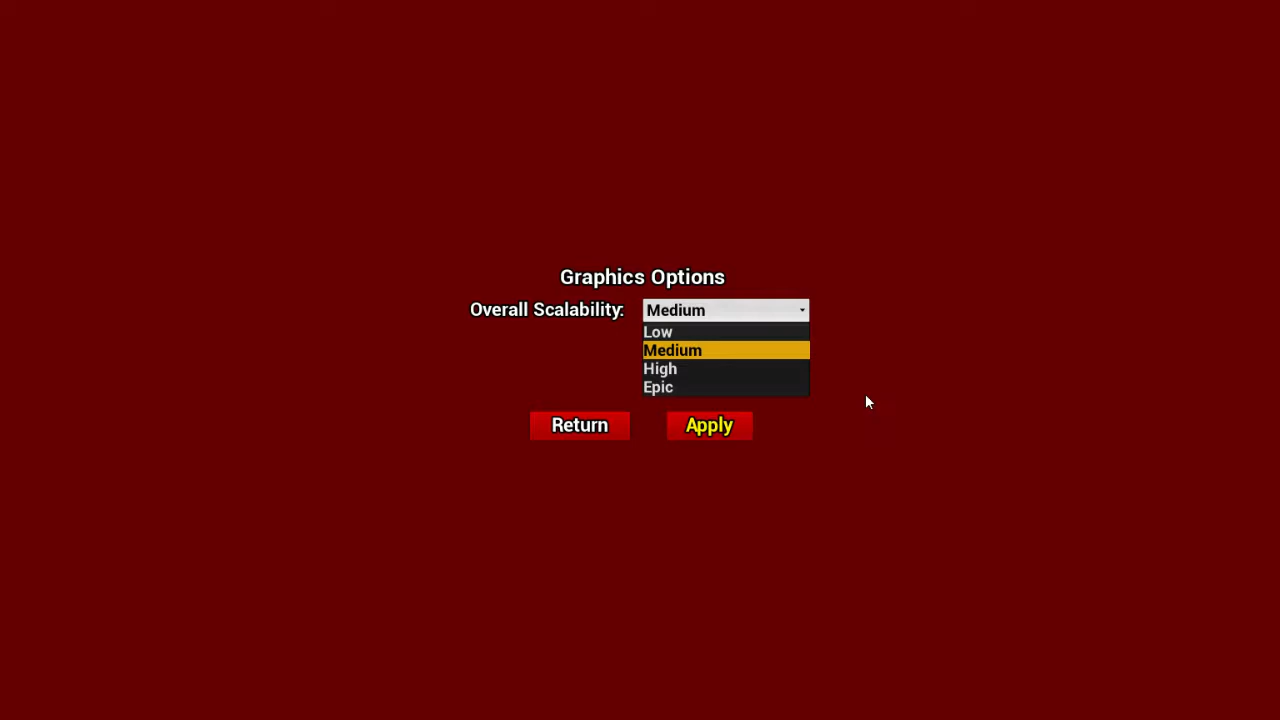 Graphics Options
Overall Scalability: Medium
Low
Medium
High
Epic
Return Apply